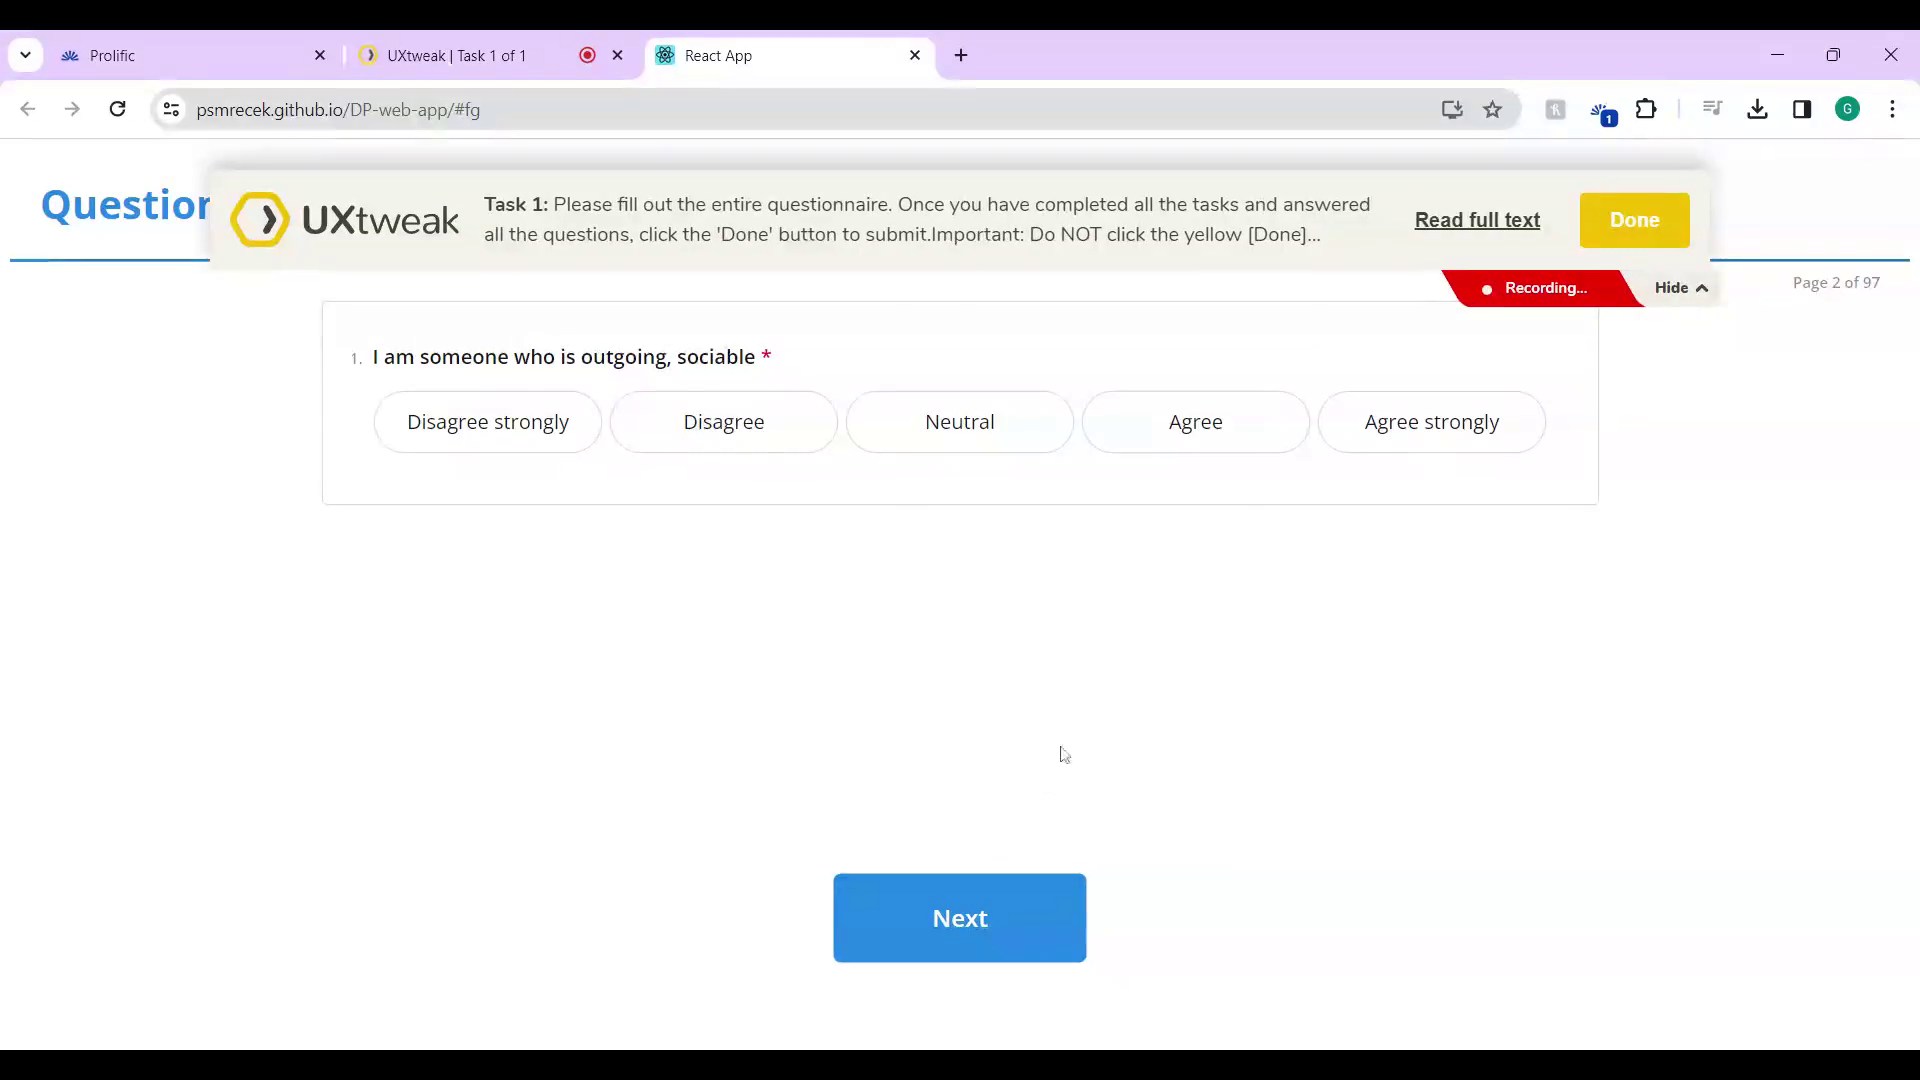 Prolific
UXtweak | Task 1 of 1
React App
psmrecek.github.io/DP-web-app/#fg
1
G
Question
UXtweak
Task 1: Please fill out the entire questionnaire. Once you have completed all the tasks and answered
all the questions, click the 'Done' button to submit.Important: Do NOT click the yellow [Done]...
Read full text
Done
Recording...
Hide
Page 2 of 97
1. I am someone who is outgoing, sociable *
Disagree strongly
Disagree
Neutral
Agree
Agree strongly
Next